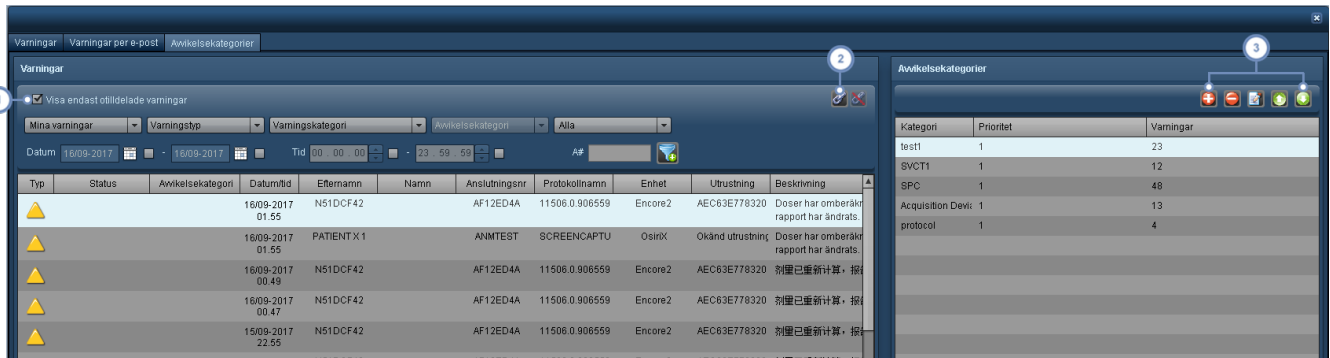 Varningar Varningar per e-post Avvikelsekategorier
Varningar
2
Avvikelsekategorier
3
Visa endast otilldelade varningar
Mina varningar Varningstyp Varningskategori Avvikelsekategori Alla
Datum 16/09-2017 - 16/09-2017 Tid 00 . 00 . 00 - 23 . 59 . 59 A#
Typ Status Avvikelsekategori Datum/tid Efternamn Namn Anslutningsnr Protokollnamn Enhet Utrustning Beskrivning
16/09-2017 N51DCF42 AF12ED4A 11506.0.906559 Encore2 AEC63E778320 Doser har omberäkr
01.55 rapport har ändrats.
16/09-2017 PATIENT X 1 ANMTEST SCREENCAPTU OsiriX Okänd utrustning Doser har omberäkr
01.55 rapport har ändrats.
16/09-2017 N51DCF42 AF12ED4A 11506.0.906559 Encore2 AEC63E778320 剂量已重新计算，报
00.49
16/09-2017 N51DCF42 AF12ED4A 11506.0.906559 Encore2 AEC63E778320 剂量已重新计算，报
00.47
15/09-2017 N51DCF42 AF12ED4A 11506.0.906559 Encore2 AEC63E778320 剂量已重新计算，报
22.55
Kategori Prioritet Varningar
test1 1 23
SVCT1 1 12
SPC 1 48
Acquisition Devi 1 13
protocol 1 4